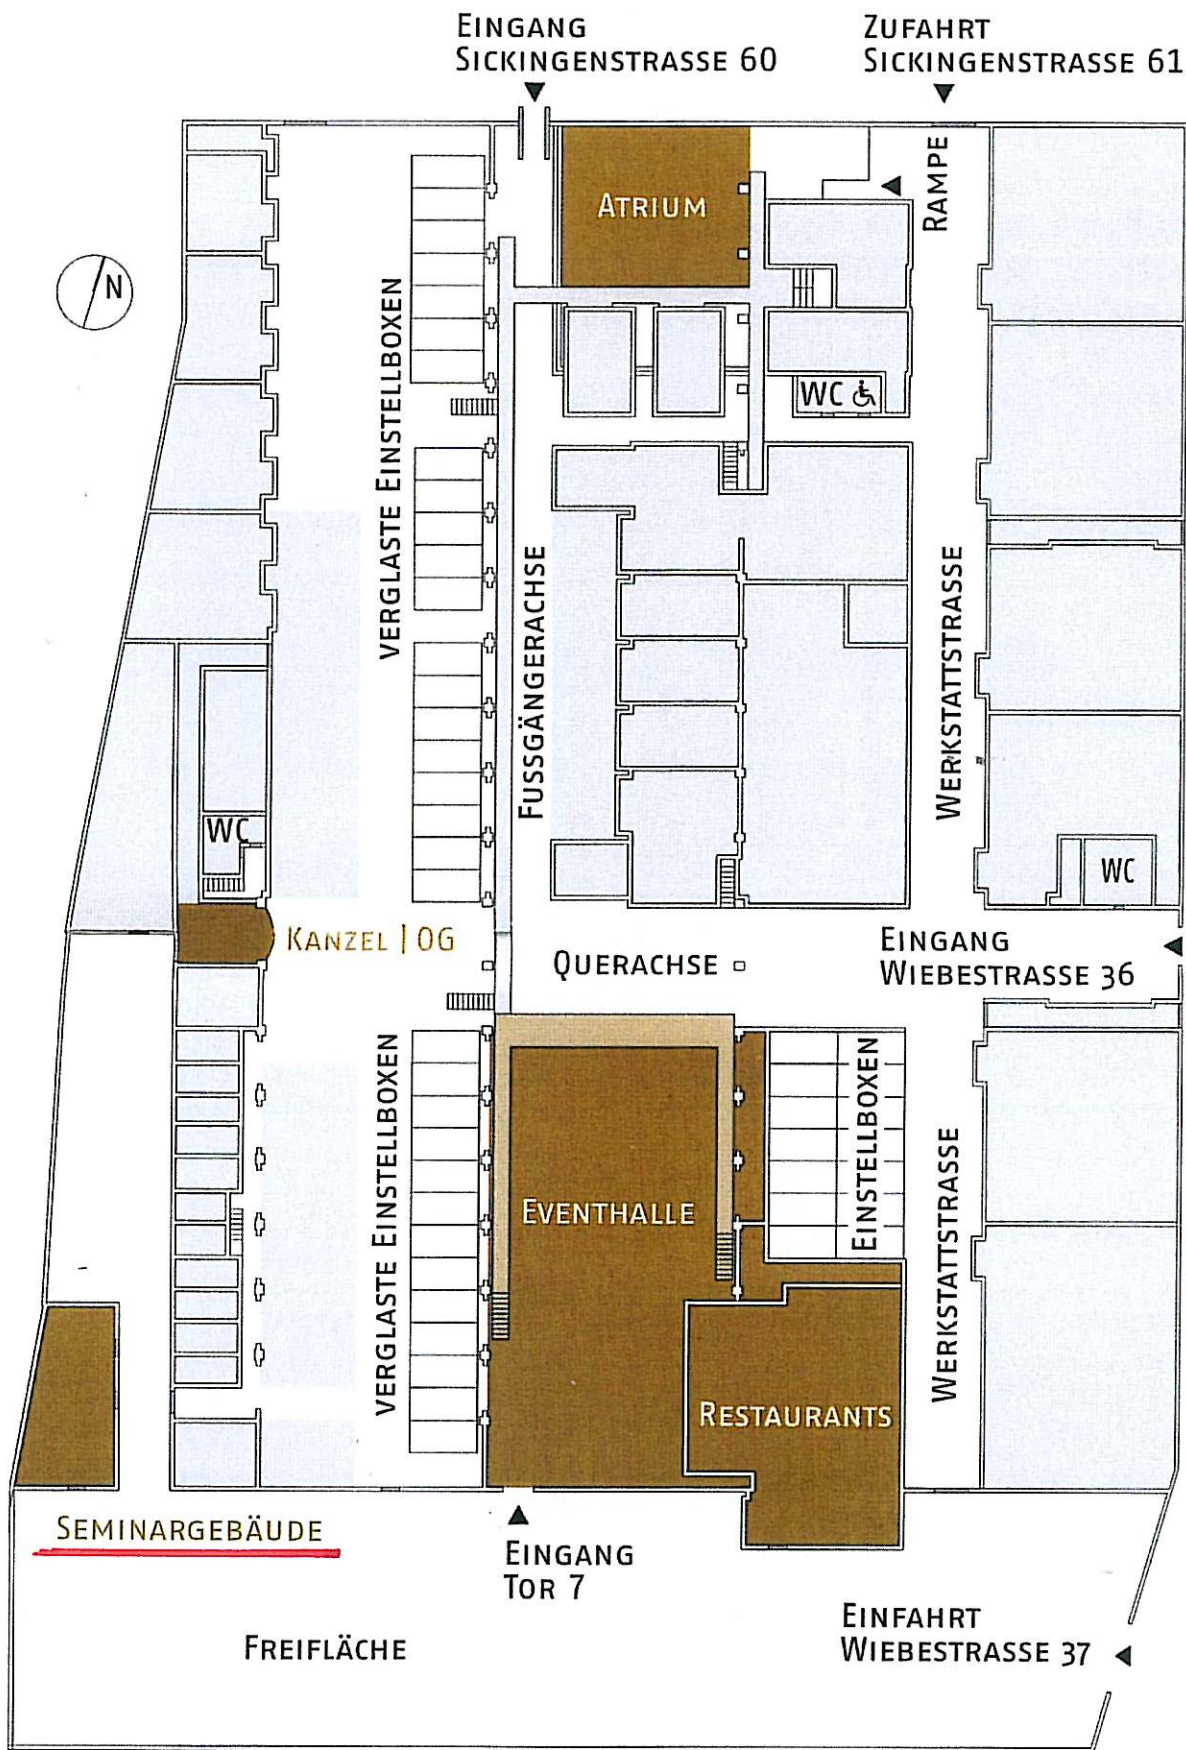 EINGANG
SICKINGENSTRASSE 60
ZUFAHRT
SICKINGENSTRASSE 61
ATRIUM
RAMPE
N
VERGLASTE EINSTELLBOXEN
WC
FUSSGÄNGERACHSE
WERKSTATTSTRASSE
WC
WC
KANZEL | OG
QUERACHSE
EINGANG
WIEBESTRASSE 36
VERGLASTE EINSTELLBOXEN
EVENTHALLE
EINSTELLBOXEN
WERKSTATTSTRASSE
RESTAURANTS
SEMINARGEBÄUDE
EINGANG
TOR 7
FREIFLÄCHE
EINFAHRT
WIEBESTRASSE 37